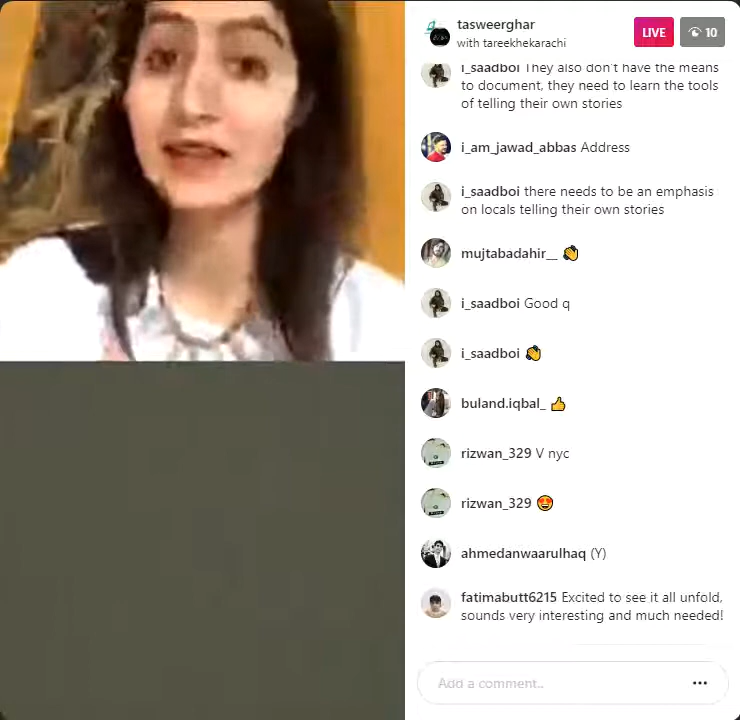 tasweerghar
with tareekhekarachi
LIVE
10
i_saadboi They also don't have the means
to document, they need to learn the tools
of telling their own stories
i_am_jawad_abbas Address
i_saadboi there needs to be an emphasis
on locals telling their own stories
mujtabadahir__ 👏
i_saadboi Good q
i_saadboi 👏
buland.iqbal_ 👍
rizwan_329 V nyc
rizwan_329 😍
ahmedanwaarulhaq (Y)
fatimabutt6215 Excited to see it all unfold,
sounds very interesting and much needed!
Add a comment..